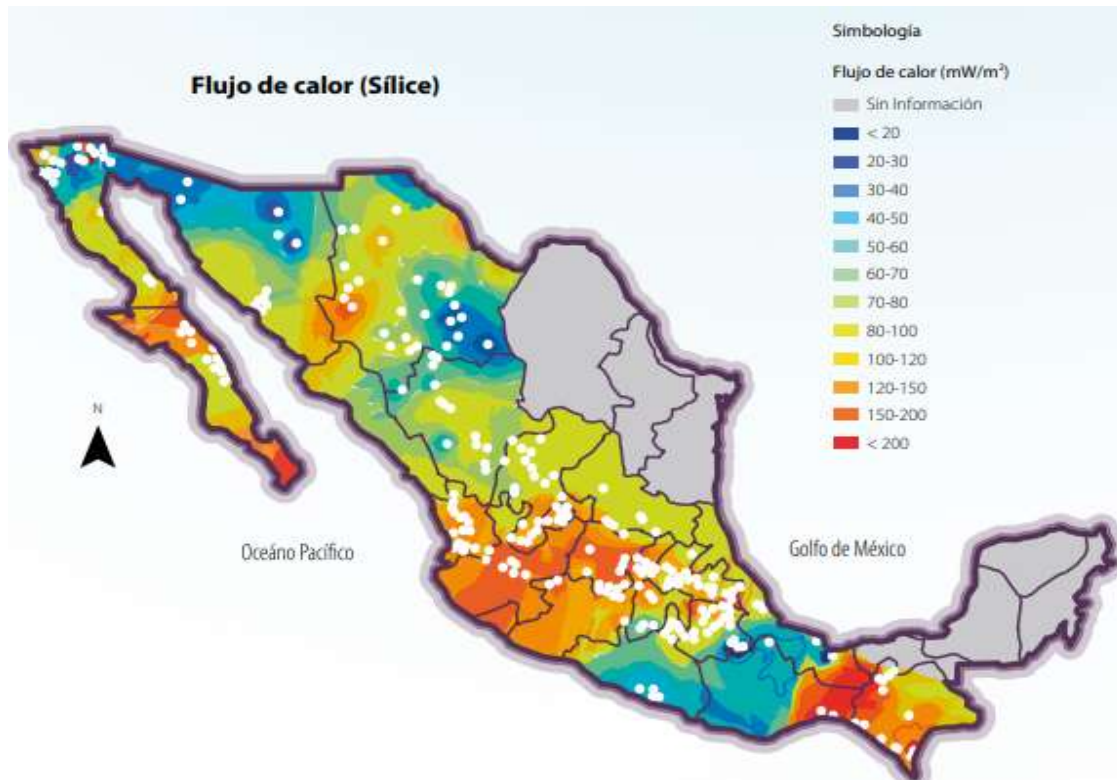 Simbología
Flujo de calor (Sílice)
Flujo de calor (mW/m²)
Sin Información
< 20
20-30
30-40
40-50
50-60
60-70
70-80
80-100
100-120
120-150
150-200
< 200
N
Oceáno Pacífico
Golfo de México